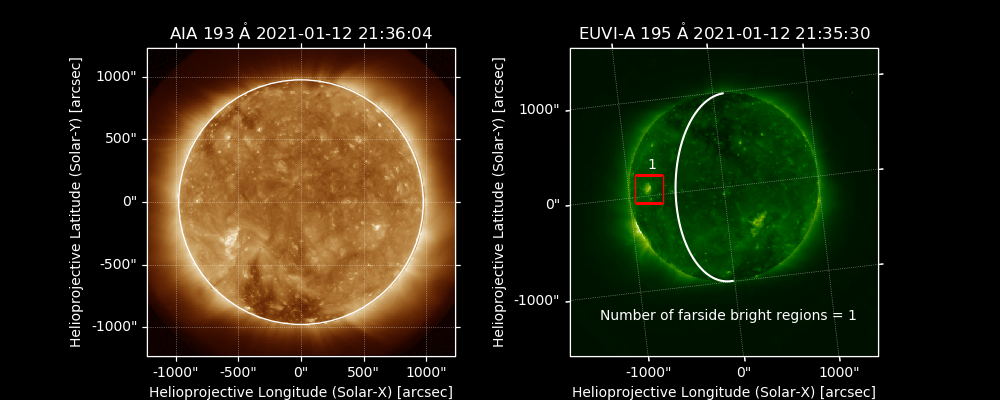 AIA 193 Å 2021-01-12 21:36:04
Helioprojective Latitude (Solar-Y) [arcsec]
1000"
500"
0"
-500"
-1000"
-1000" -500" 0" 500" 1000"
Helioprojective Longitude (Solar-X) [arcsec]
EUVI-A 195 Å 2021-01-12 21:35:30
Helioprojective Latitude (Solar-Y) [arcsec]
1000"
0"
-1000"
1
Number of farside bright regions = 1
-1000" 0" 1000"
Helioprojective Longitude (Solar-X) [arcsec]